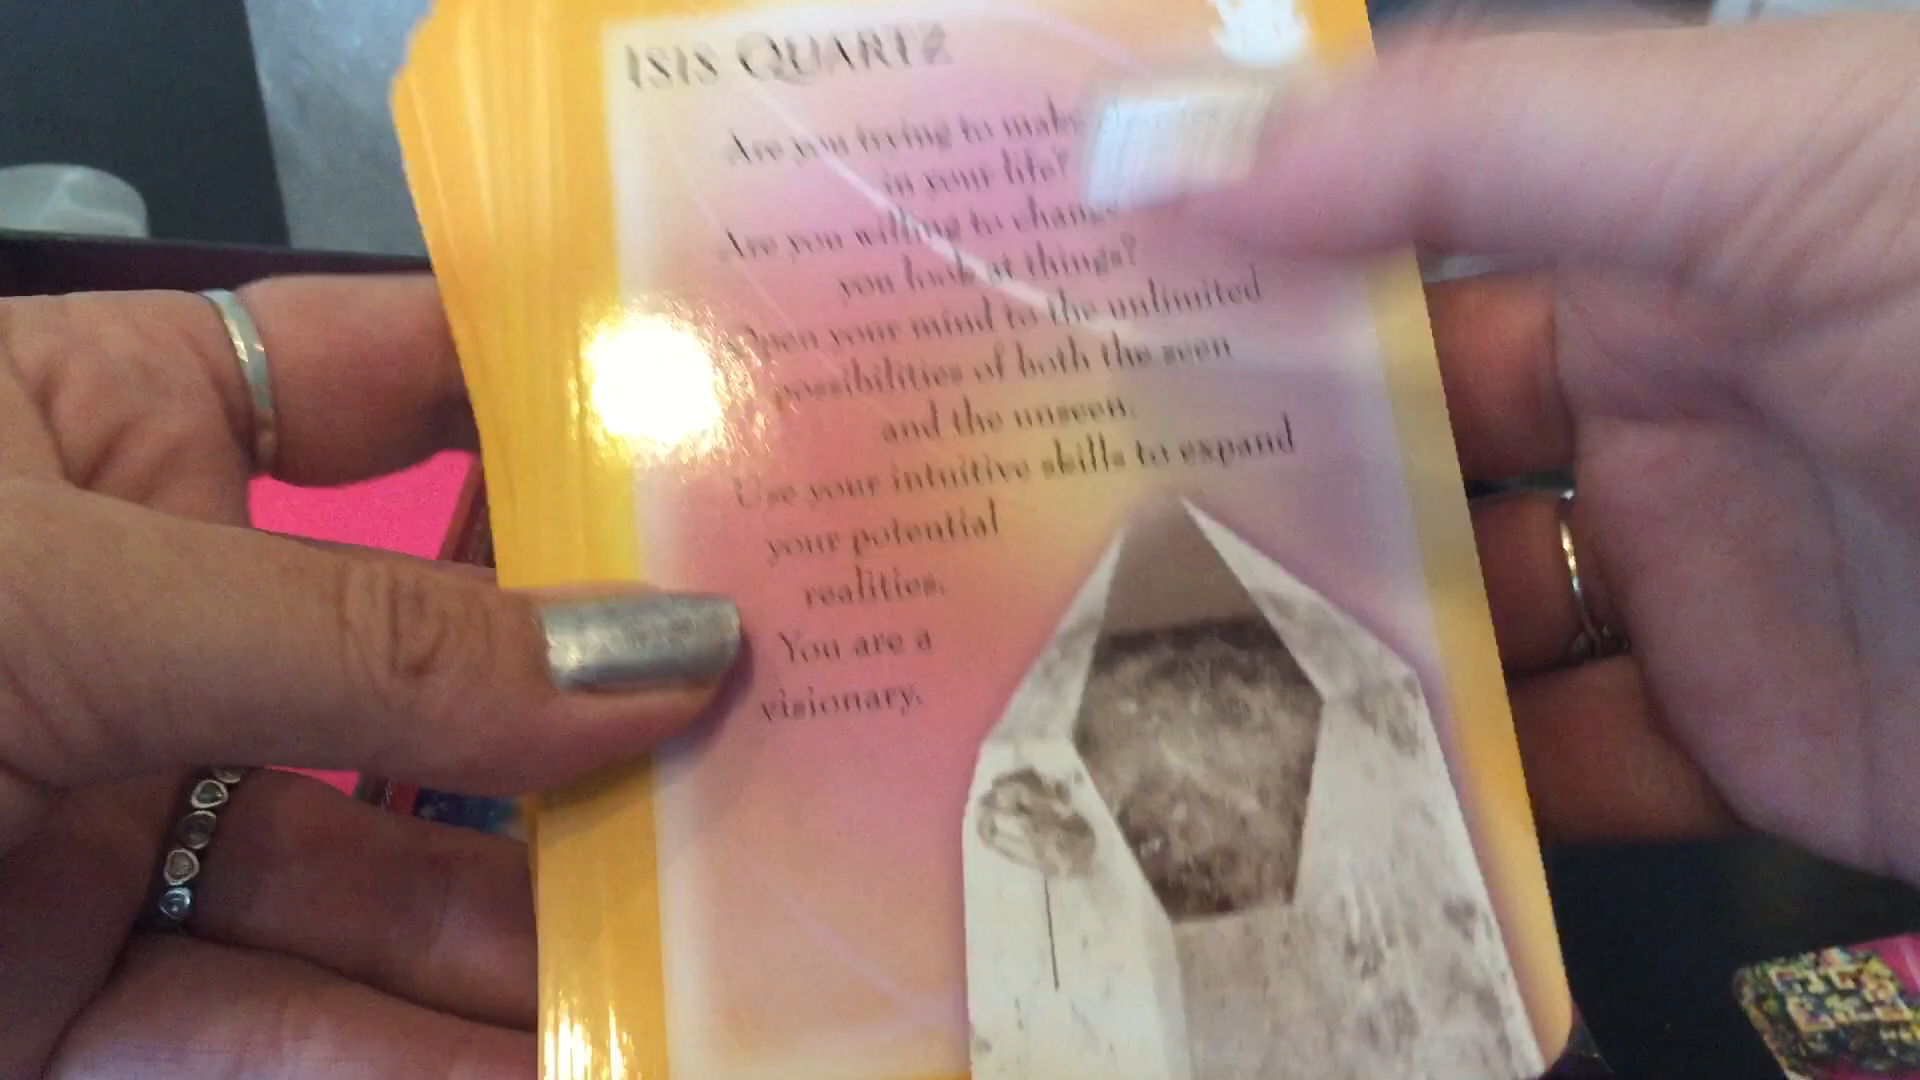 ISIS QUARTZ
Are you trying to make
in your life?
Are you willing to change
you look at things?
Open your mind to the unlimited
possibilities of both the seen
and the unseen.
Use your intuitive skills to expand
your potential
realities.
You are a
visionary.